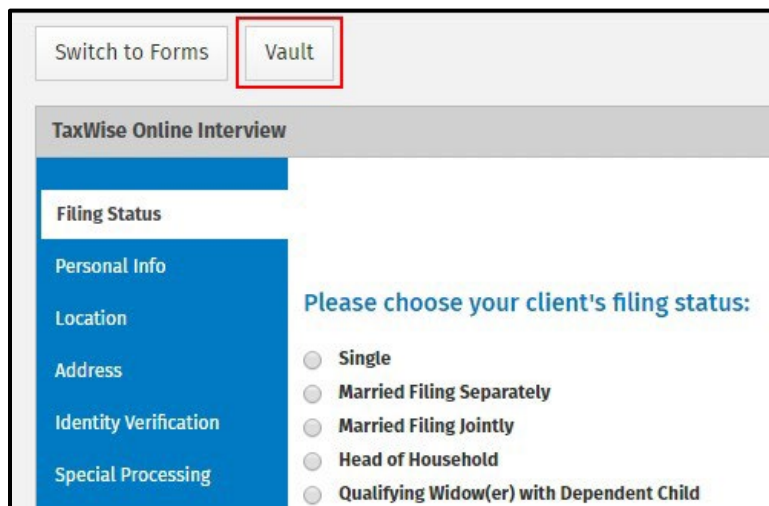 Switch to Forms Vault
TaxWise Online Interview
Filing Status
Personal Info
Location
Address
Identity Verification
Special Processing
Please choose your client's filing status:
Single
Married Filing Separately
Married Filing Jointly
Head of Household
Qualifying Widow(er) with Dependent Child